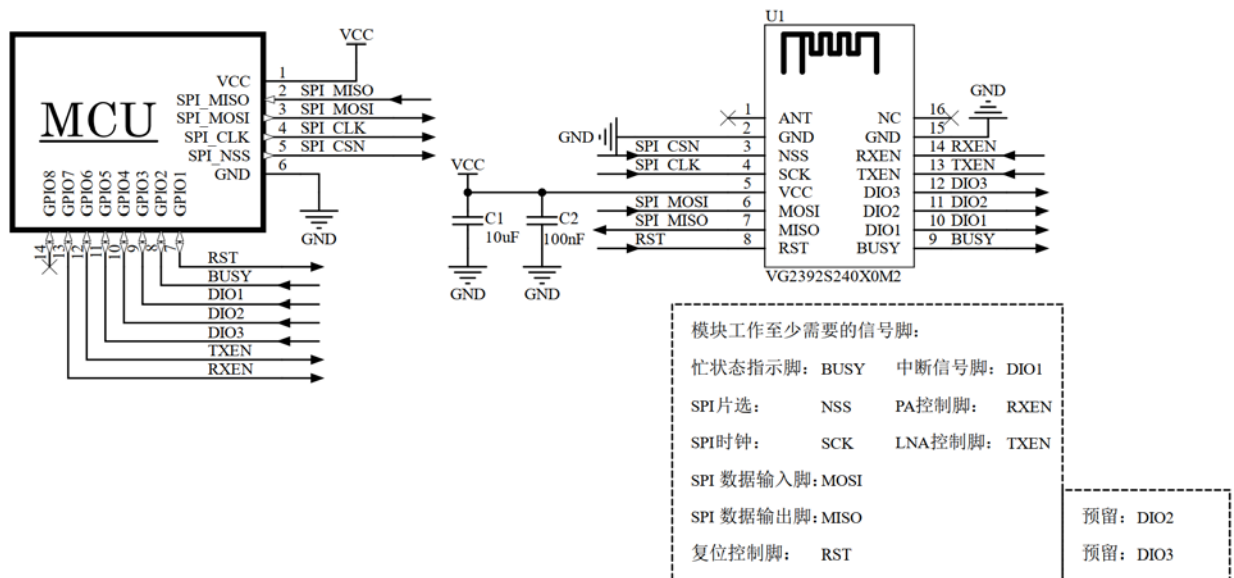 MCU
VCC
VCC
1
SPI_MISO
2
SPI_MISO
SPI_MOSI
3
SPI_MOSI
SPI_CLK
4
SPI_CLK
SPI_NSS
5
SPI_CSN
GND
6
GND
GPIO8
GPIO7
GPIO6
GPIO5
GPIO4
GPIO3
GPIO2
GPIO1
14
13
12
11
10
9
8
7
RST
BUSY
DIO1
DIO2
DIO3
TXEN
RXEN
VCC
C1
10uF
GND
C2
100nF
GND
U1
GND
SPI_CSN
SPI_CLK
SPI_MOSI
SPI_MISO
RST
1 ANT
2 GND
3 NSS
4 SCK
5 VCC
6 MOSI
7 MISO
8 RST
GND
NC 16
GND 15
RXEN 14 RXEN
TXEN 13 TXEN
DIO3 12 DIO3
DIO2 11 DIO2
DIO1 10 DIO1
BUSY 9 BUSY
VG2392S240X0M2
模块工作至少需要的信号脚：
忙状态指示脚： BUSY 中断信号脚： DIO1
SPI片选： NSS PA控制脚： RXEN
SPI时钟： SCK LNA控制脚： TXEN
SPI 数据输入脚：MOSI
SPI 数据输出脚：MISO
复位控制脚： RST
预留：DIO2
预留：DIO3